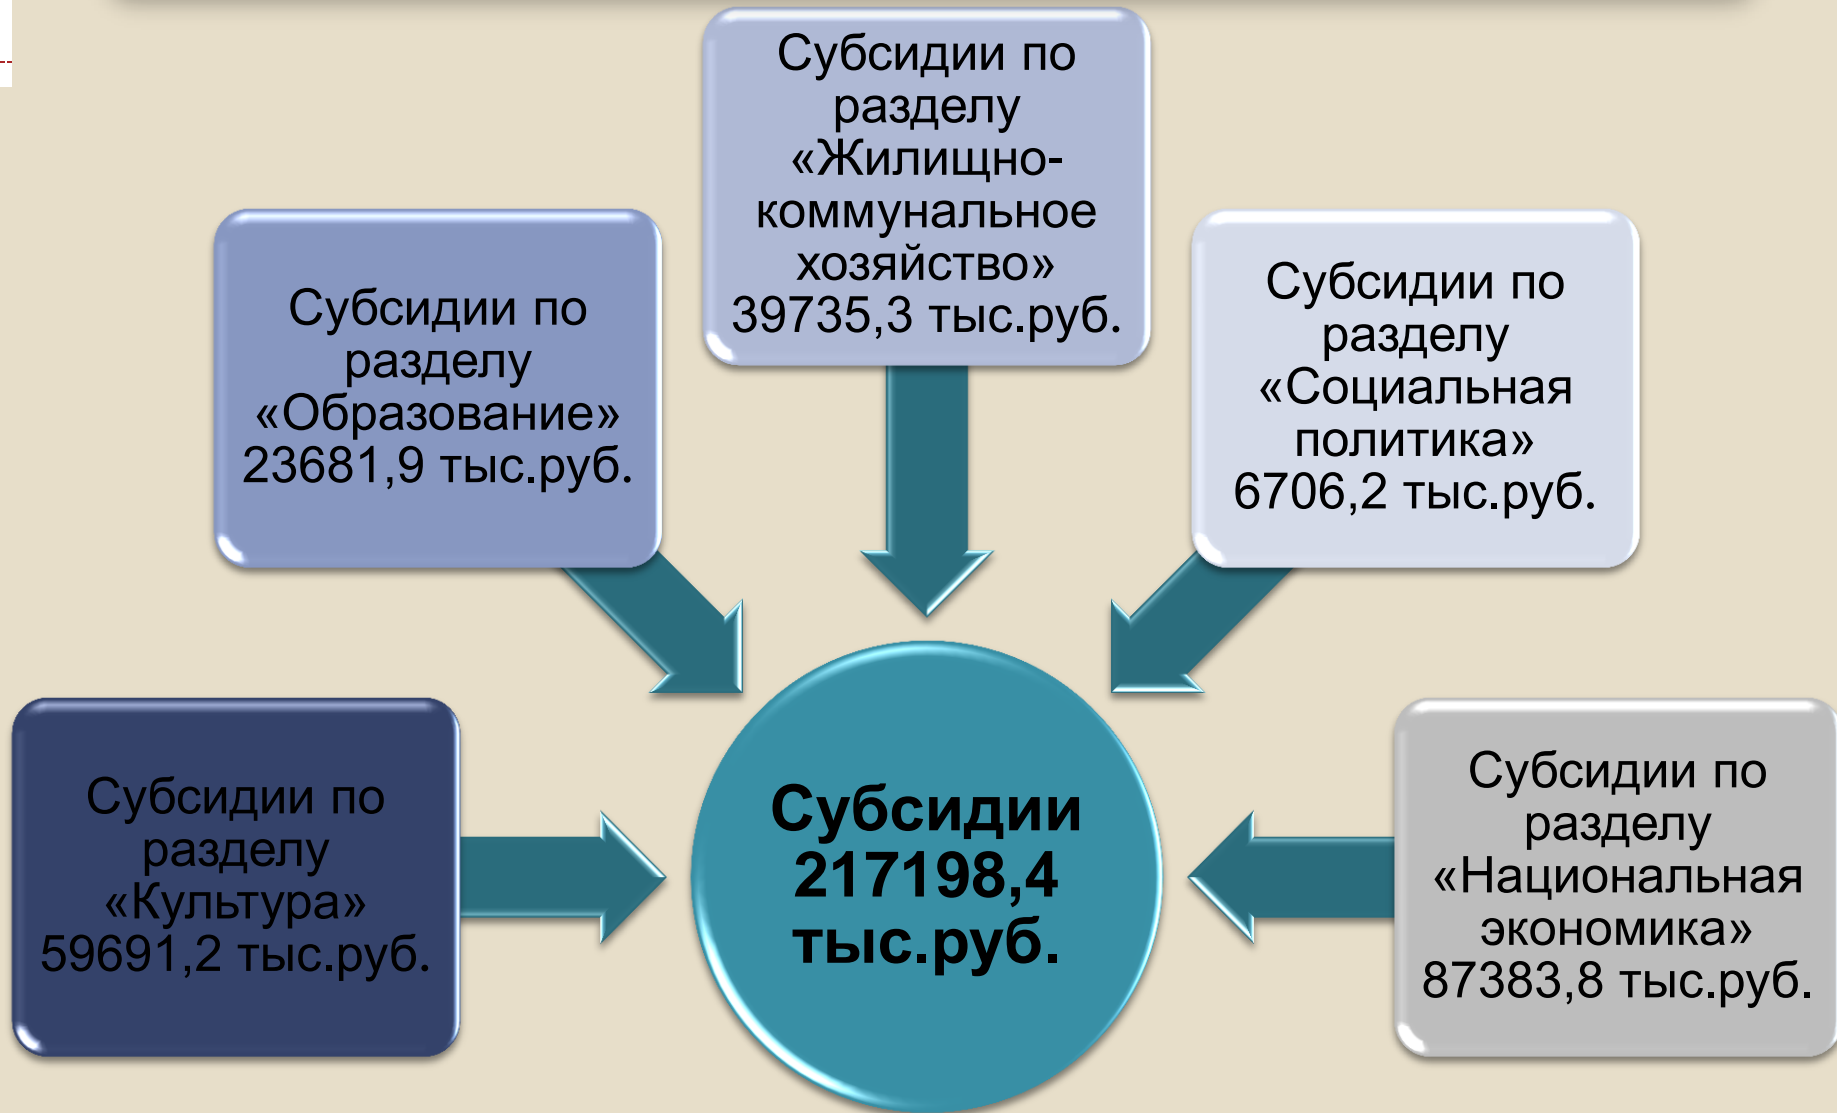 Субсидии по
разделу
«Жилищно-
коммунальное
хозяйство»
39735,3 тыс.руб.
Субсидии по
разделу
«Образование»
23681,9 тыс.руб.
Субсидии по
разделу
«Социальная
политика»
6706,2 тыс.руб.
Субсидии по
разделу
«Культура»
59691,2 тыс.руб.
Субсидии
217198,4
тыс.руб.
Субсидии по
разделу
«Национальная
экономика»
87383,8 тыс.руб.